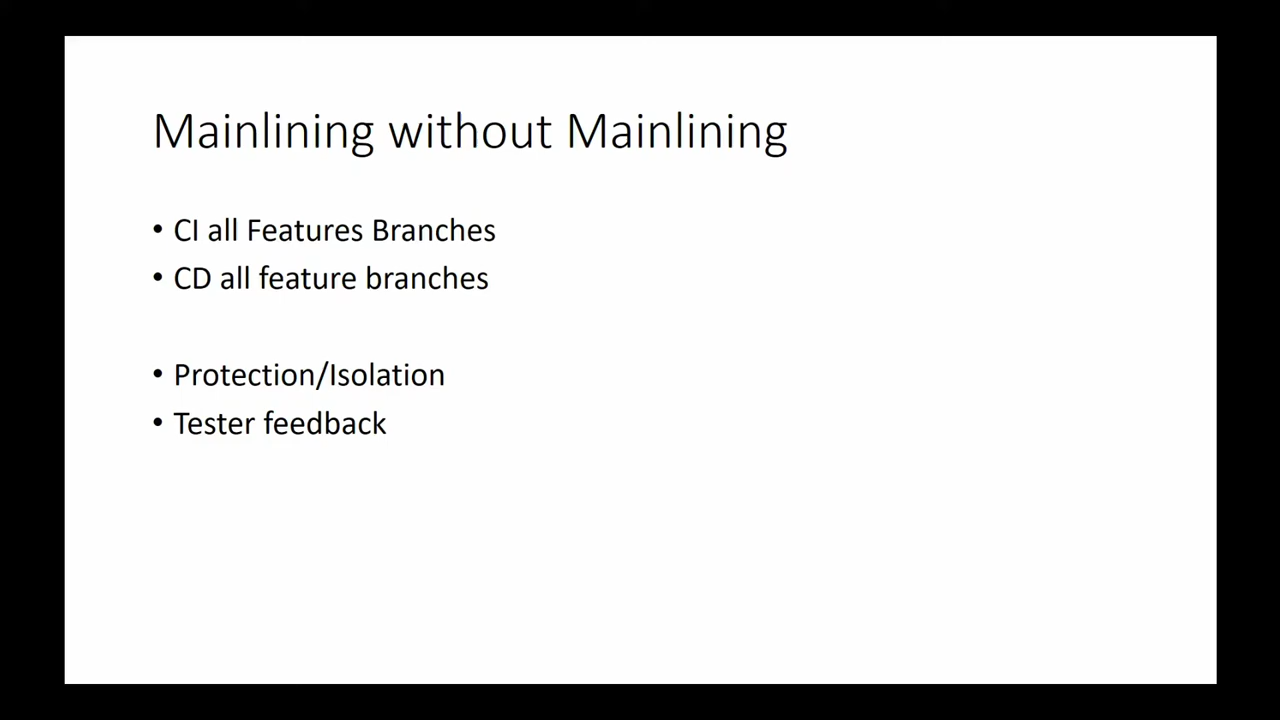 Mainlining without Mainlining
• CI all Features Branches
• CD all feature branches
• Protection/Isolation
• Tester feedback